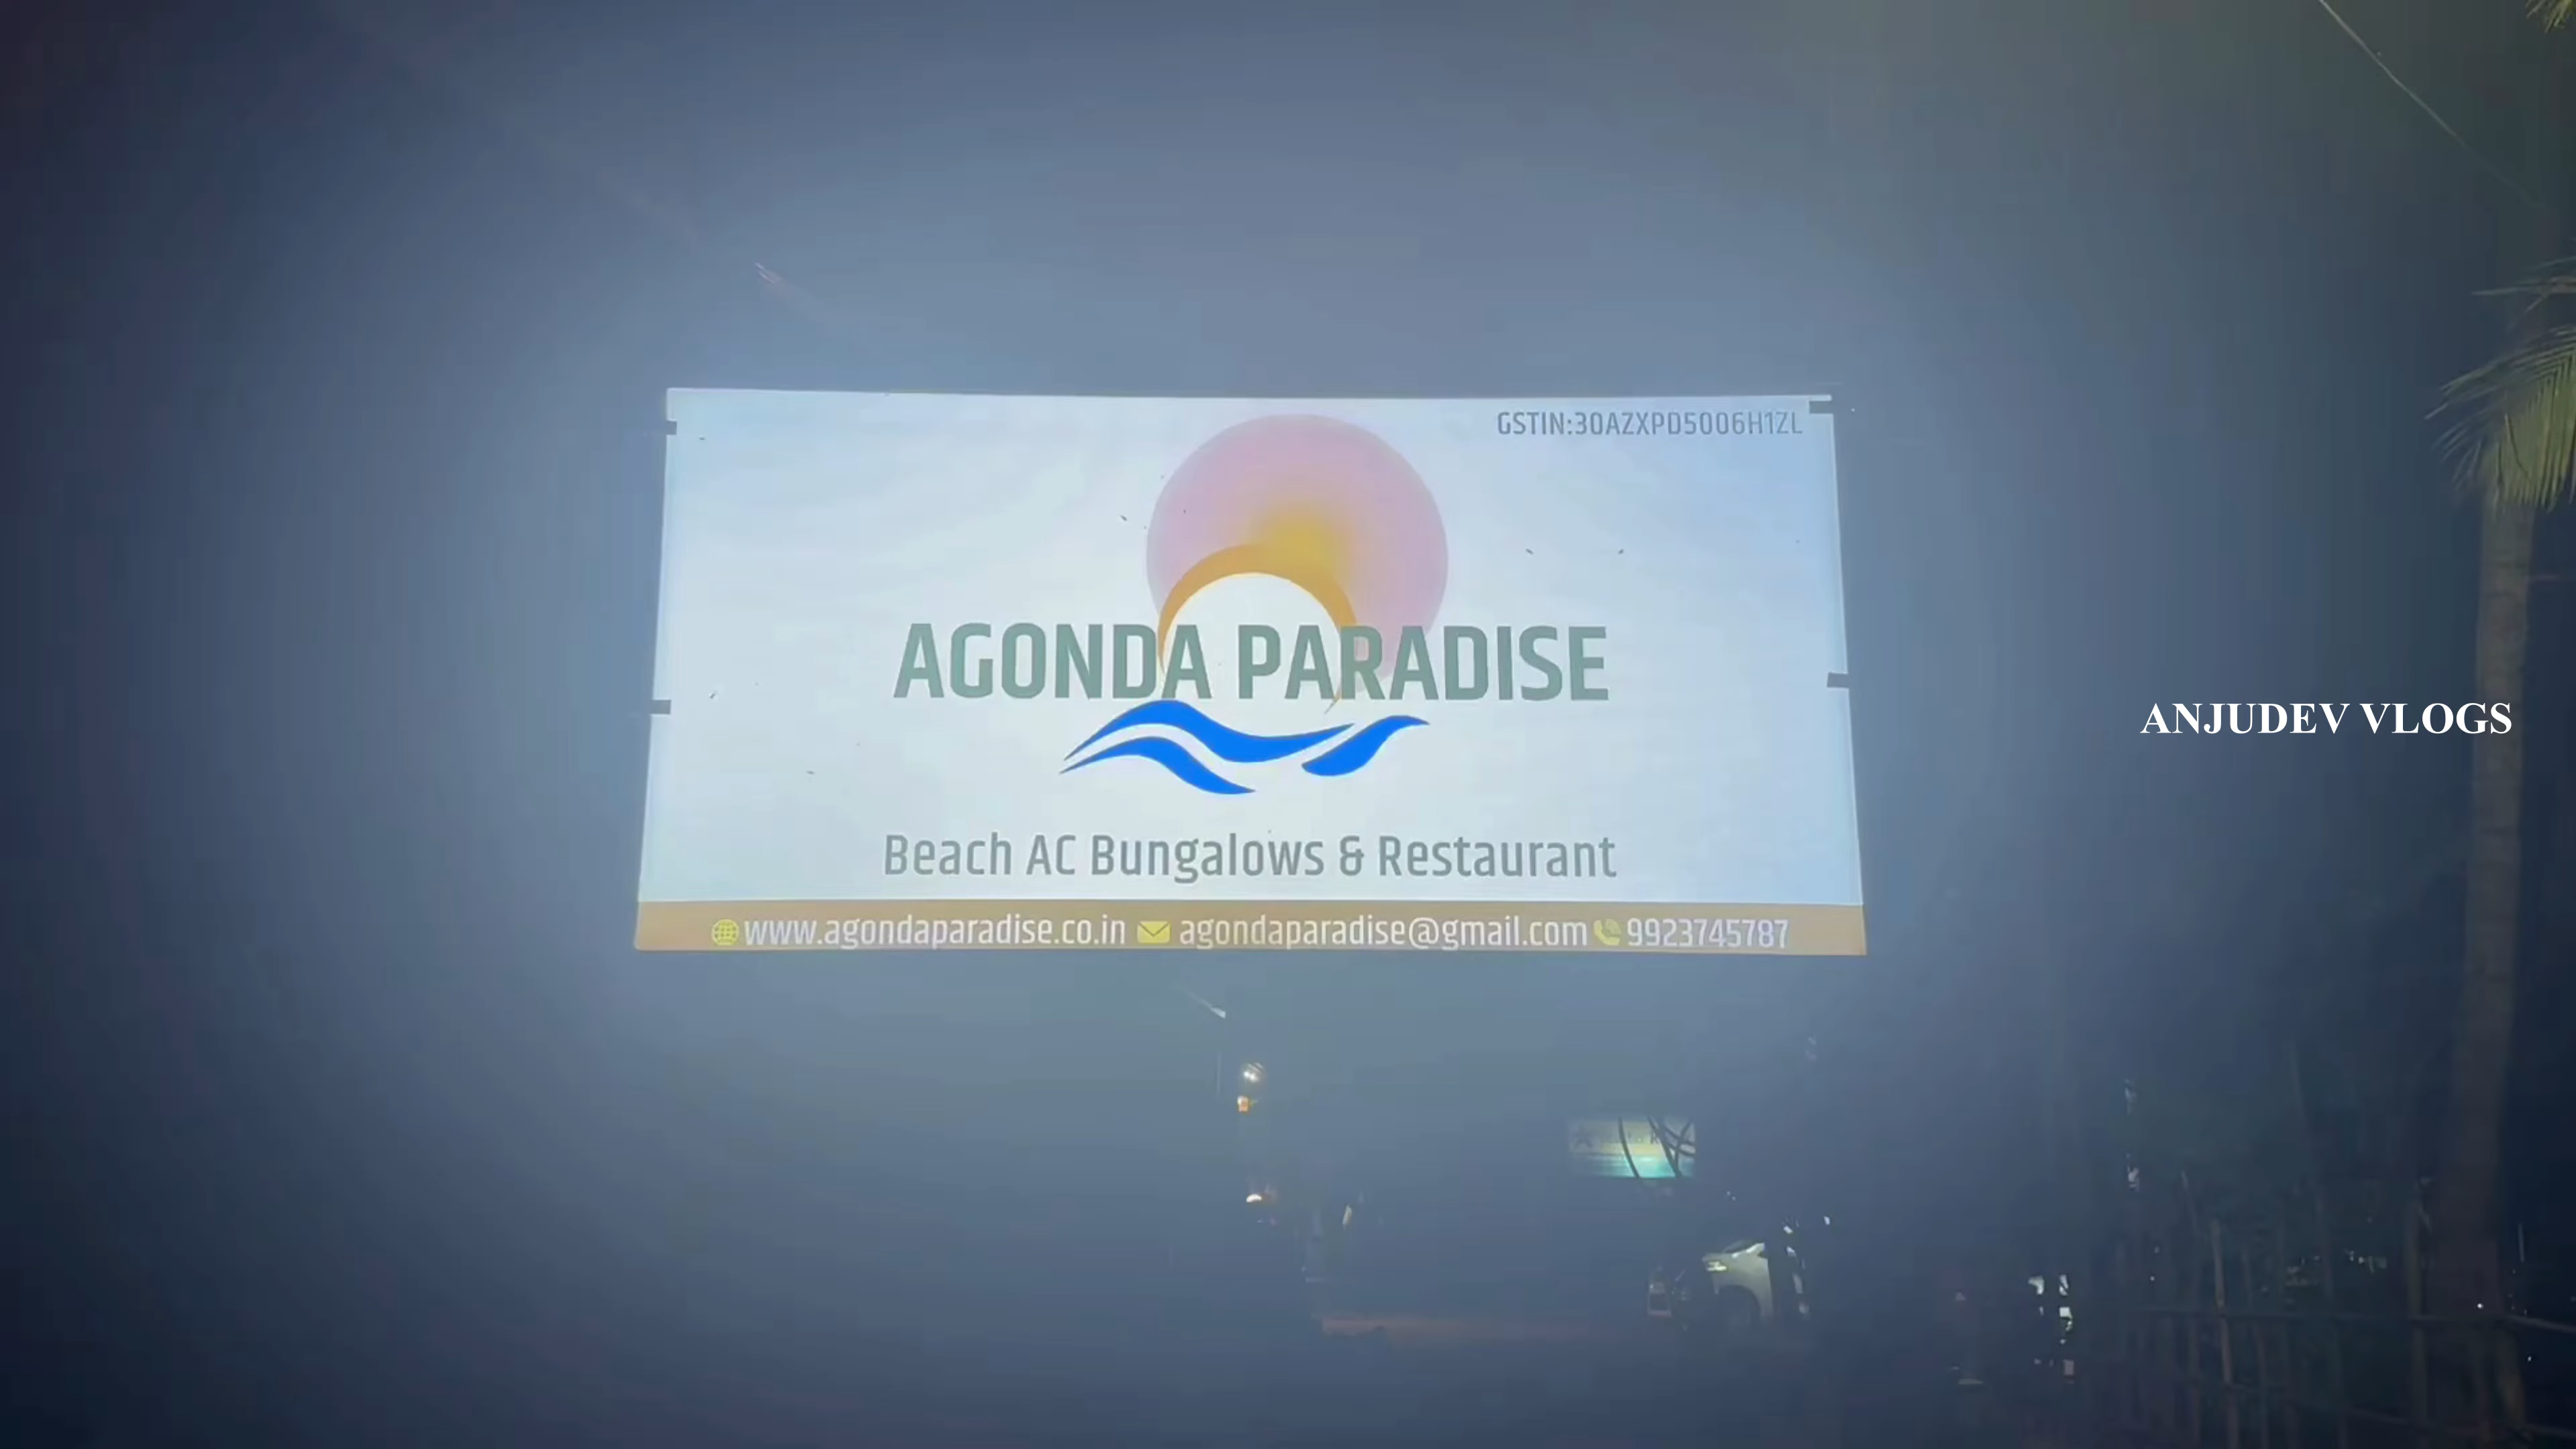 GSTIN:30AZXPD5006H1ZL
AGONDA PARADISE
Beach AC Bungalows & Restaurant
www.agondaparadise.co.in agondaparadise@gmail.com 9923745787
ANJUDEV VLOGS